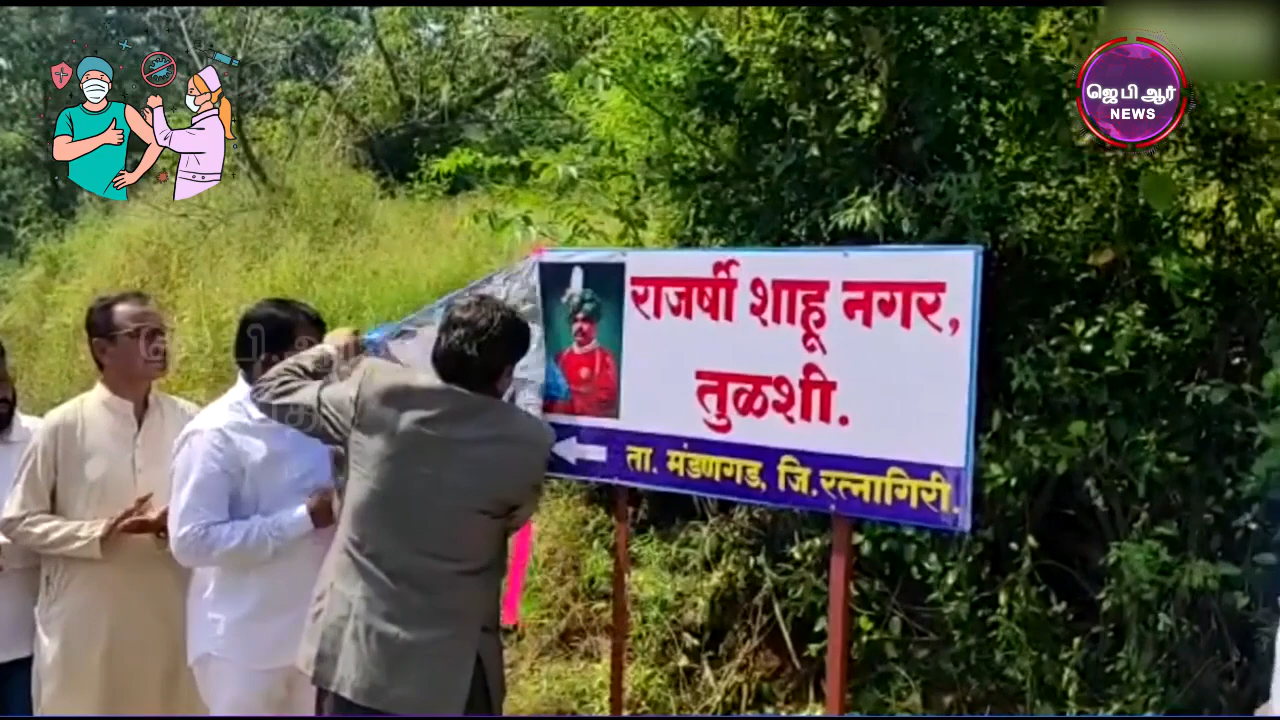 ஜெ பி ஆர்
NEWS
राजर्षी शाहू नगर,
तुळशी.
ता. मंडणगड, जि. रत्नागिरी.